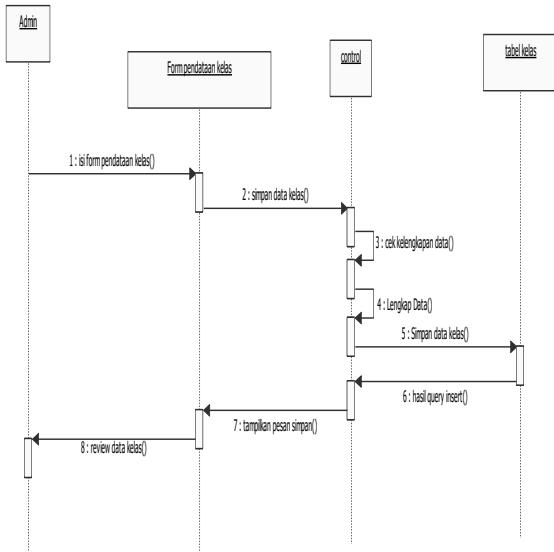 Admin
Form pendataan kelas
control
tabel kelas
1 : isi form pendataan kelas()
2 : simpan data kelas()
3 : cek kelengkapan data()
4 : Lengkap Data()
5 : Simpan data kelas()
6 : hasil query insert()
7 : tampilkan pesan simpan()
8 : review data kelas()